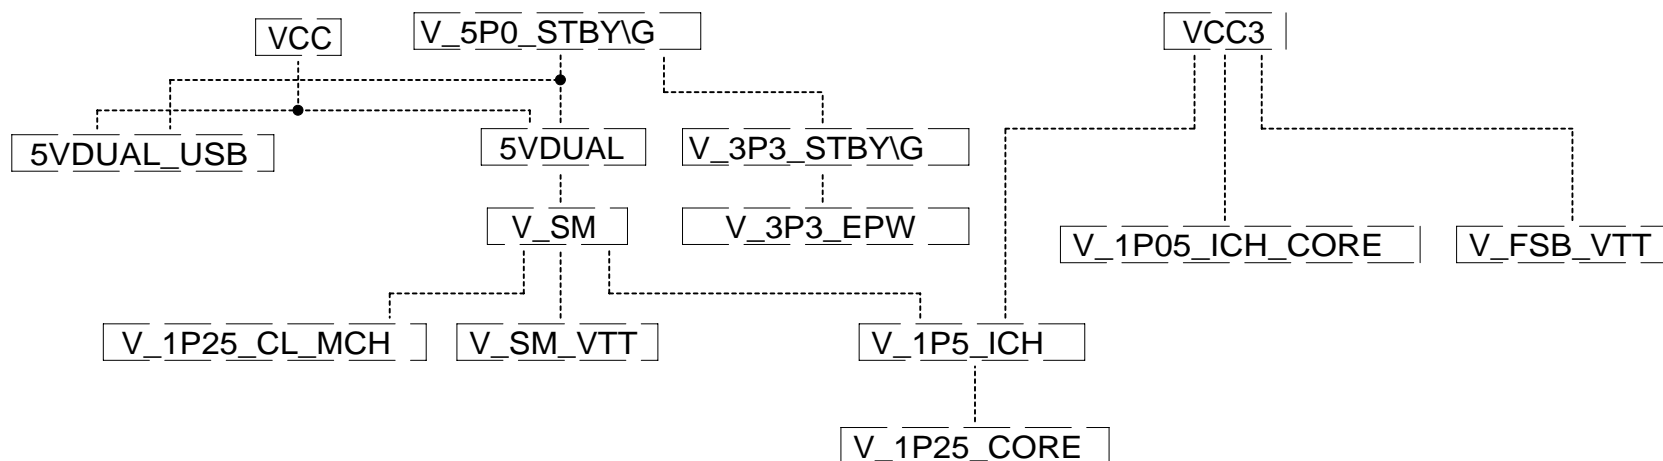 VCC
V_5P0_STBY\G
VCC3
5VDUAL_USB
5VDUAL
V_3P3_STBY\G
V_SM
V_3P3_EPW
V_1P05_ICH_CORE
V_FSB_VTT
V_1P25_CL_MCH
V_SM_VTT
V_1P5_ICH
V_1P25_CORE